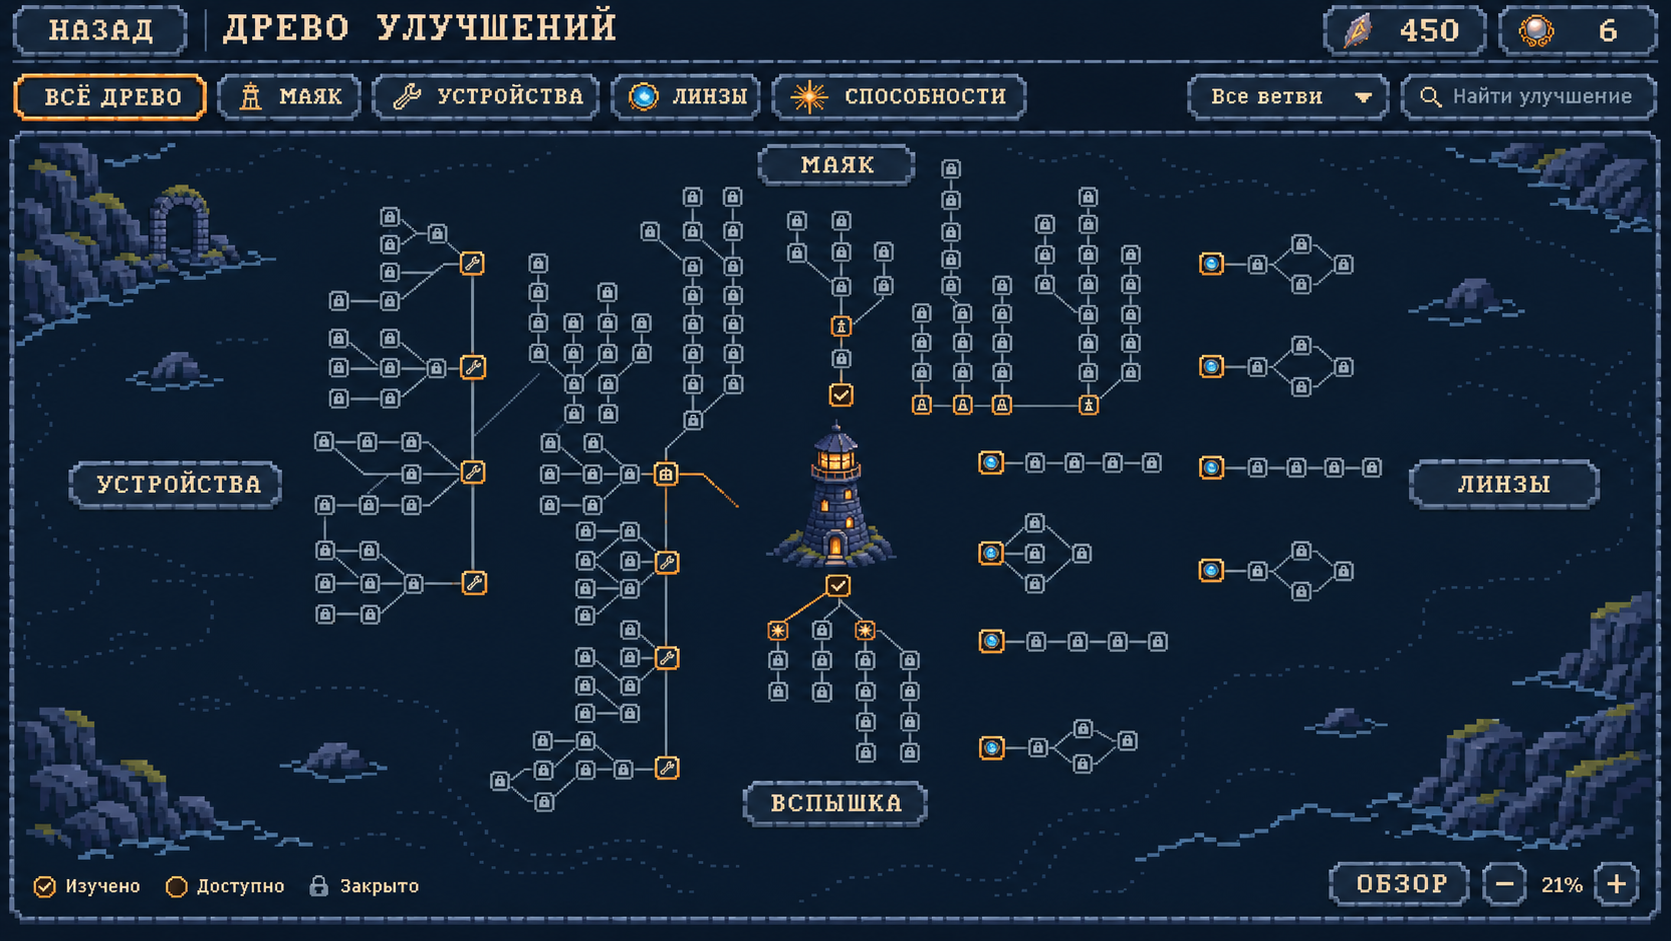 НАЗАД
ДРЕВО УЛУЧШЕНИЙ
450
6
ВСЁ ДРЕВО
МАЯК
УСТРОЙСТВА
ЛИНЗЫ
СПОСОБНОСТИ
Все ветви
Найти улучшение
МАЯК
УСТРОЙСТВА
ЛИНЗЫ
ВСПЫШКА
Изучено
Доступно
Закрыто
ОБЗОР
− 21% +